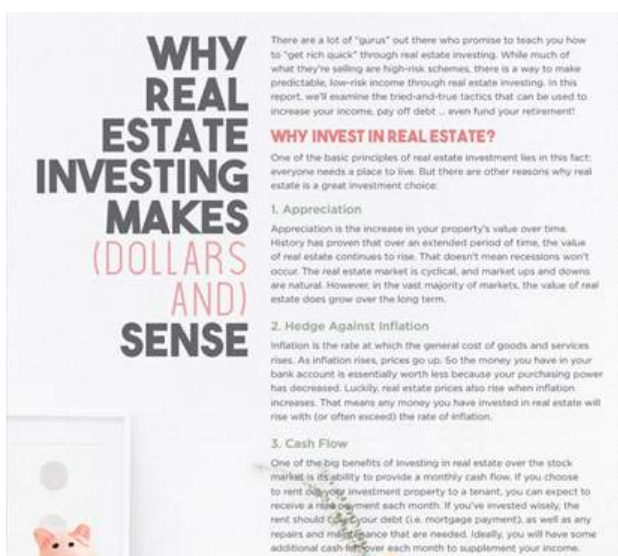 WHY
REAL
ESTATE
INVESTING
MAKES
(DOLLARS
AND)
SENSE
There are a lot of "gurus" out there who promise to teach you how
to "get rich quick" through real estate investing. While much of
what they're selling are high-risk schemes, there is a way to make
predictable, low-risk income through real estate investing. In this
report, we'll examine the tried-and-true tactics that can be used to
increase your income, pay off debt ... even fund your retirement!
WHY INVEST IN REAL ESTATE?
One of the basic principles of real estate investment lies in this fact:
everyone needs a place to live. But there are other reasons why real
estate is a great investment choice:
1. Appreciation
Appreciation is the increase in your property's value over time.
History has proven that over an extended period of time, the value
of real estate continues to rise. That doesn't mean recessions won't
occur. The real estate market is cyclical, and market ups and downs
are natural. However, in the vast majority of markets, the value of real
estate does grow over the long term.
2. Hedge Against Inflation
Inflation is the rate at which the general cost of goods and services
rises. As inflation rises, prices go up. So the money you have in your
bank account is essentially worth less because your purchasing power
has decreased. Luckily, real estate prices also rise when inflation
increases. That means any money you have invested in real estate will
rise with (or often exceed) the rate of inflation.
3. Cash Flow
One of the big benefits of investing in real estate over the stock
market is its ability to provide a monthly cash flow. If you choose
to rent your investment property to a tenant, you can expect to
receive a payment each month. If you've invested wisely, the
rent should your debt (i.e. mortgage payment), as well as any
repairs and maintenance that are needed. Ideally, you will have some
additional cash over each month to supplement your income.